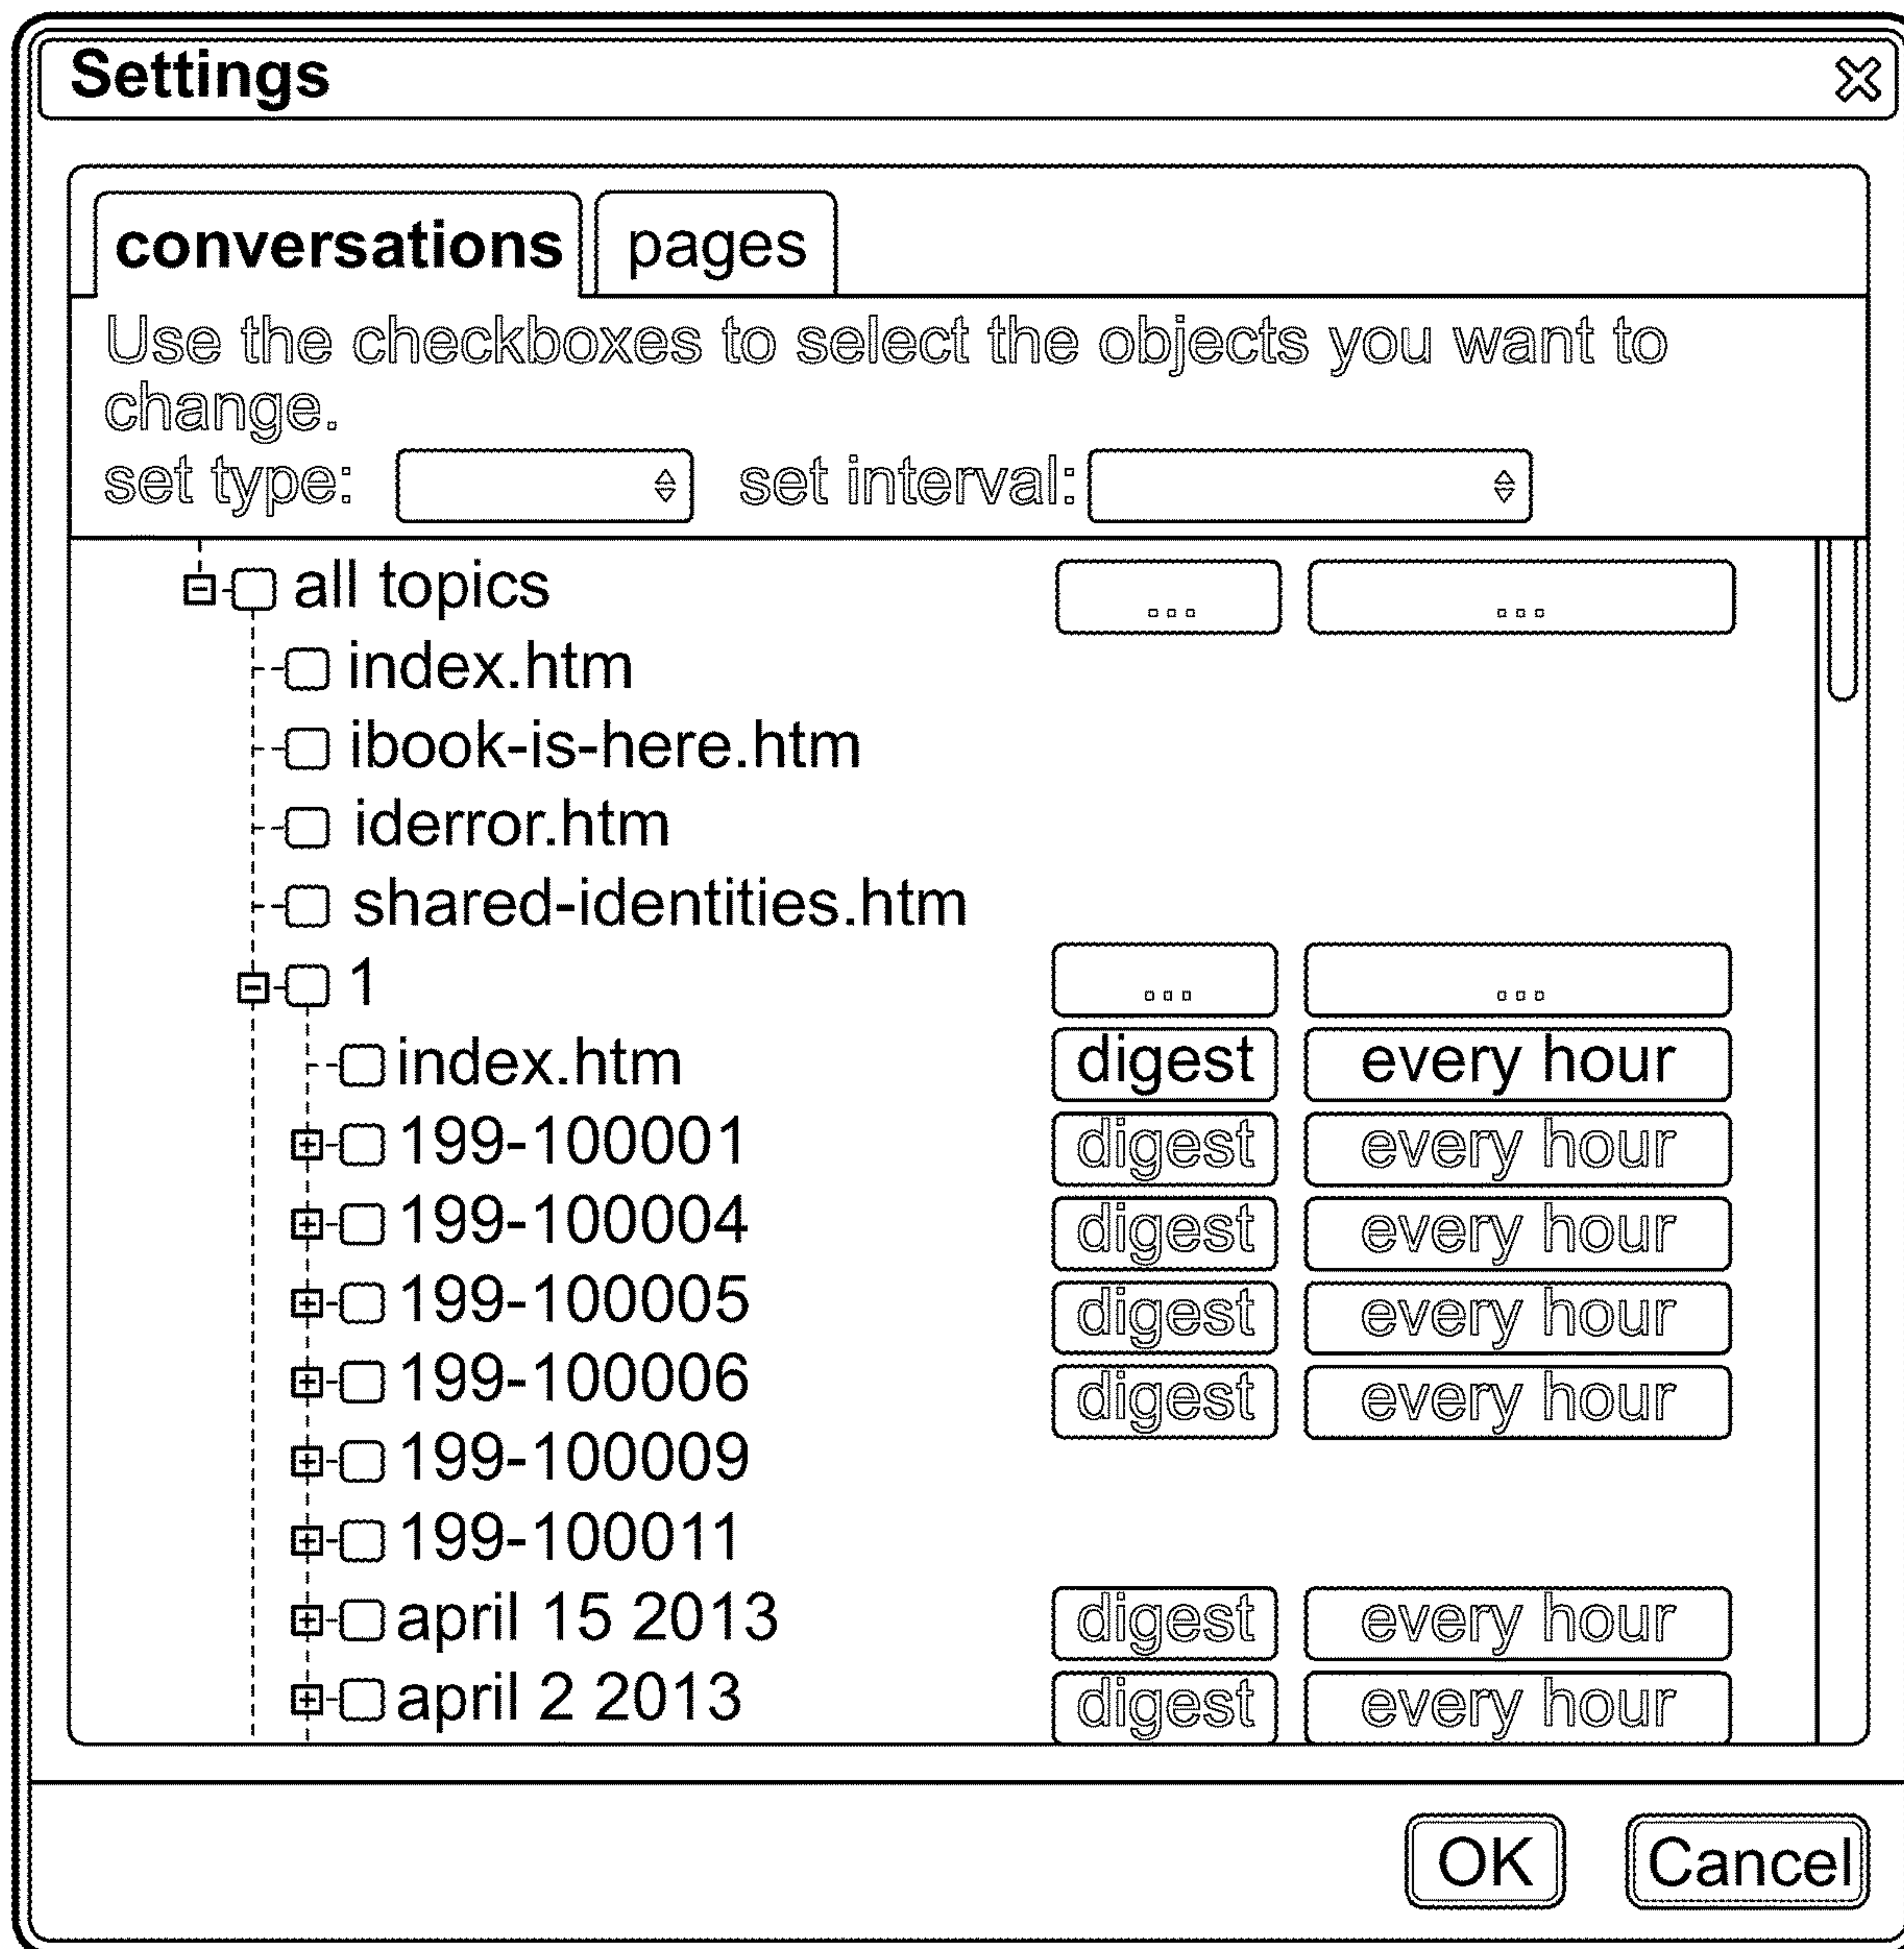 Settings
conversations pages
Use the checkboxes to select the objects you want to
change.
set type: set interval:
all topics ... ...
index.htm
ibook-is-here.htm
iderror.htm
shared-identities.htm
1 ... ...
index.htm digest every hour
199-100001 digest every hour
199-100004 digest every hour
199-100005 digest every hour
199-100006 digest every hour
199-100009
199-100011
april 15 2013 digest every hour
april 2 2013 digest every hour
OK Cancel